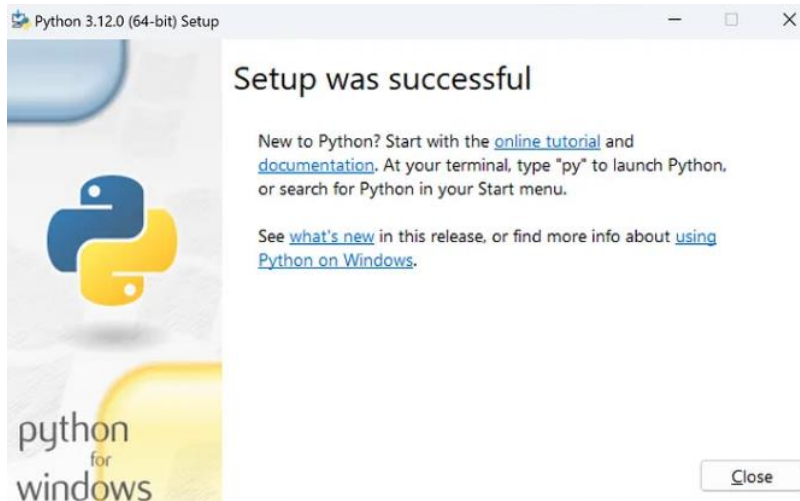 Python 3.12.0 (64-bit) Setup
Setup was successful
New to Python? Start with the online tutorial and
documentation. At your terminal, type "py" to launch Python,
or search for Python in your Start menu.
See what's new in this release, or find more info about using
Python on Windows.
python
for
windows
Close